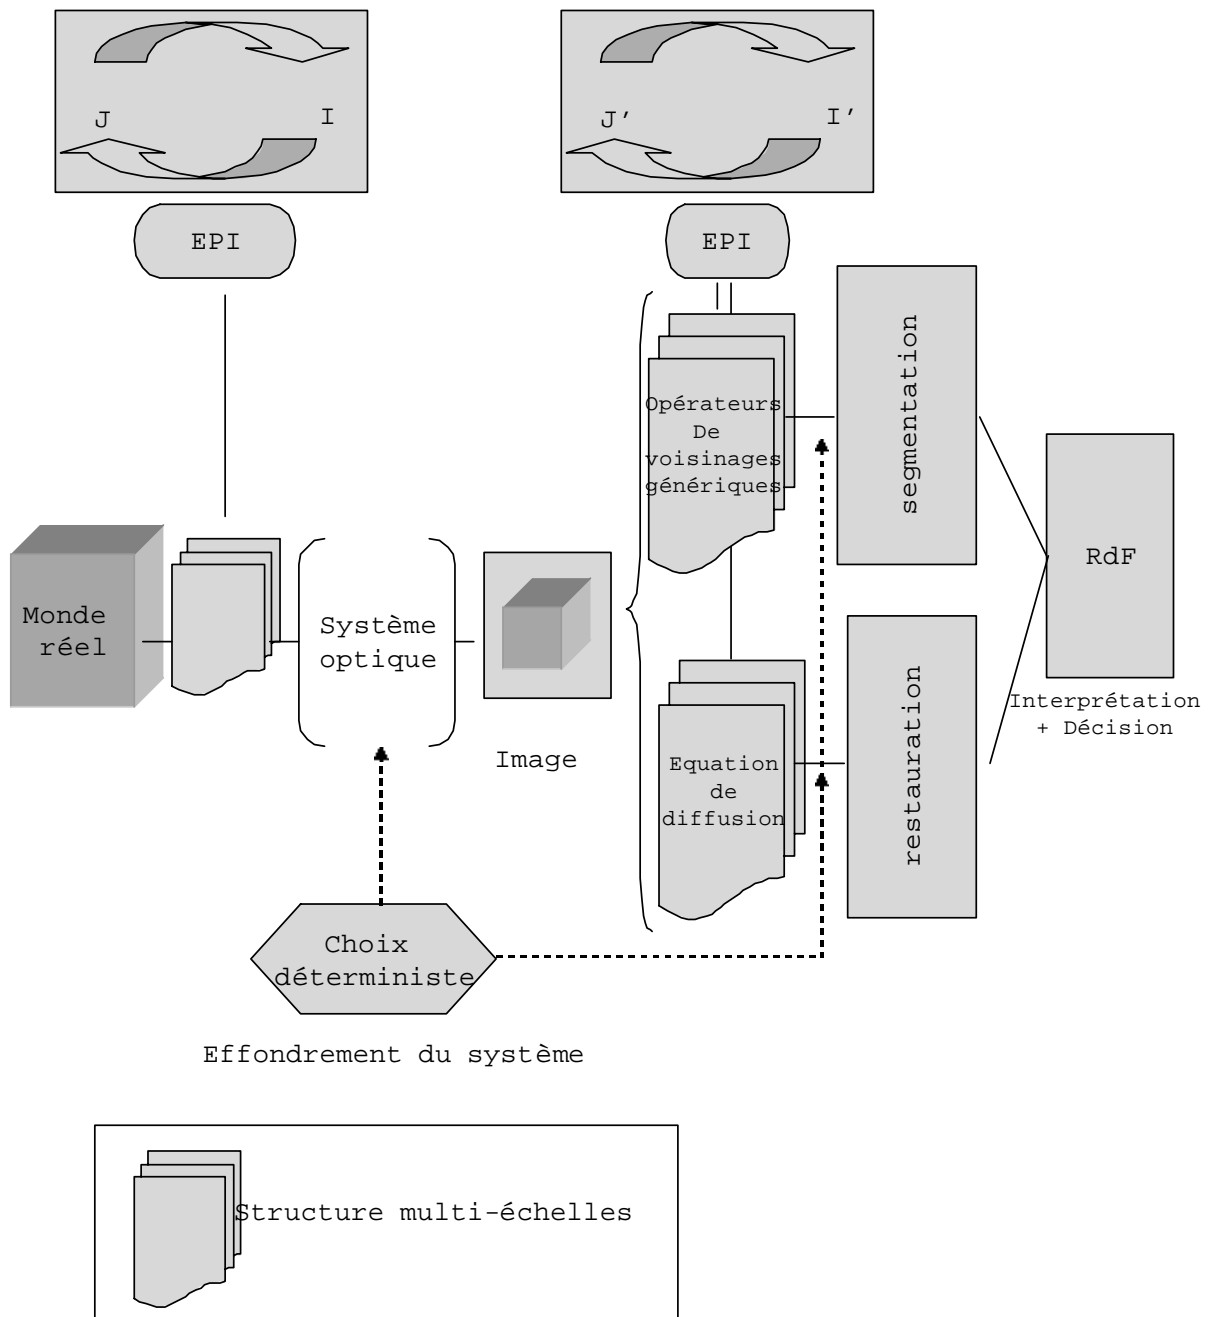 J
I
J'
I'
EPI
EPI
Opérateurs
De
voisinages
génériques
segmentation
RdF
Monde
réel
Système
optique
Interprétation
+ Décision
Image
Equation
de
diffusion
restauration
Choix
déterministe
Effondrement du système
Structure multi-échelles